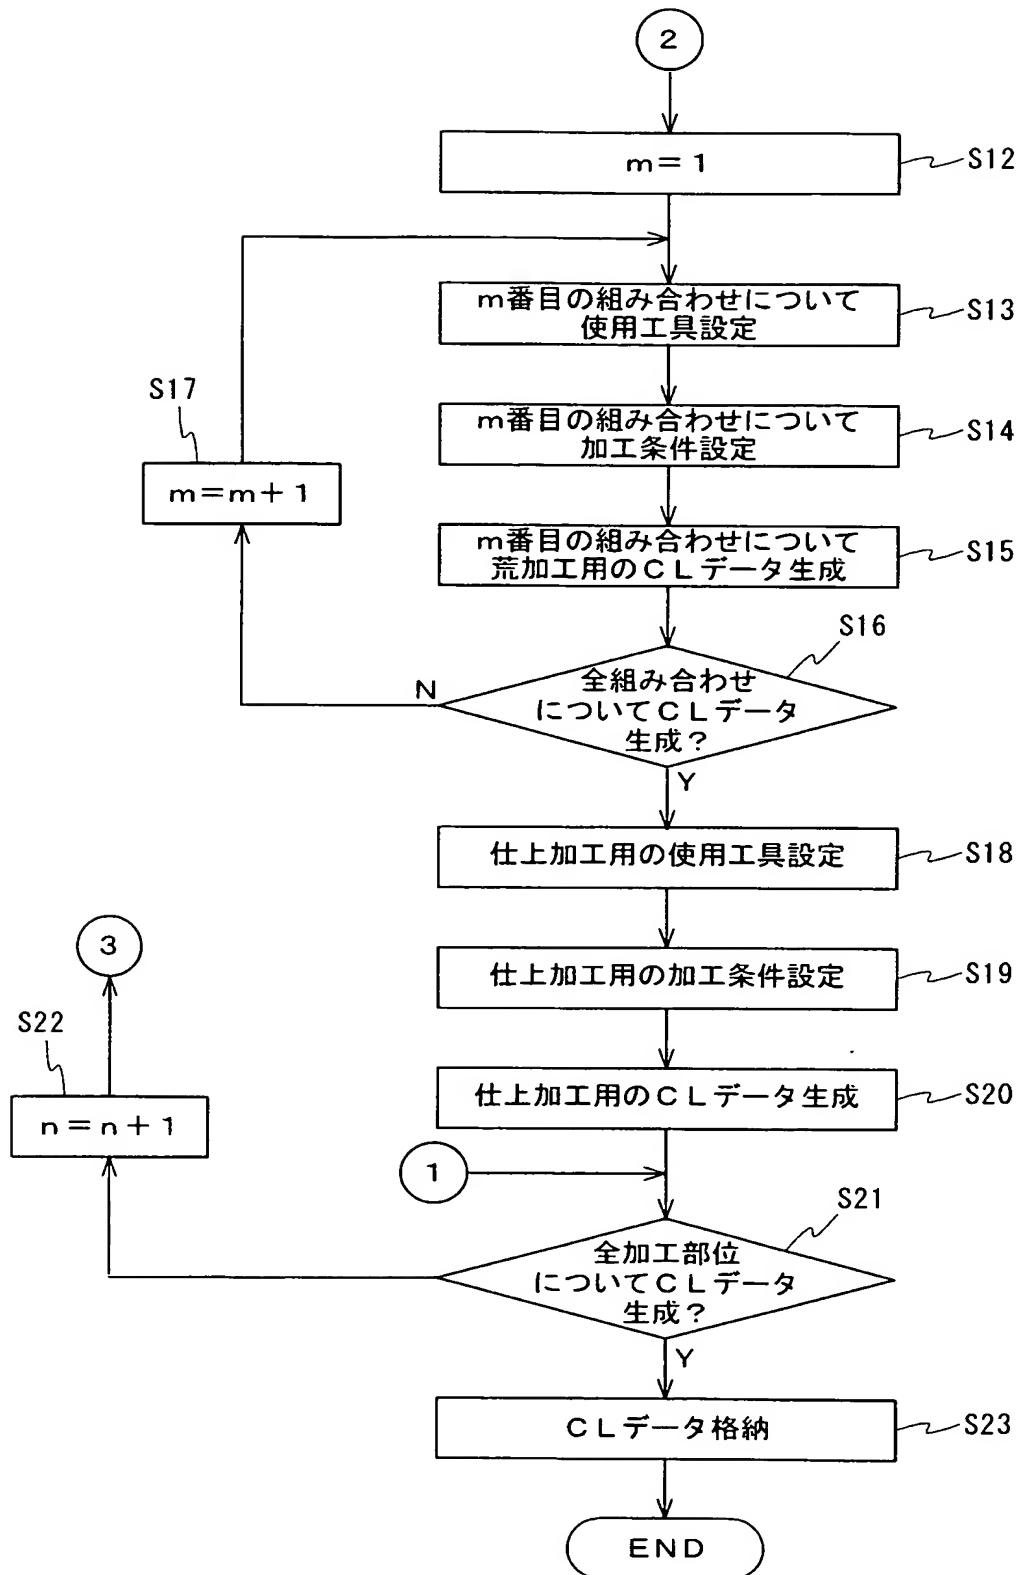 2
m=1
S12
m番目の組み合わせについて
使用工具設定
S13
S17
m番目の組み合わせについて
加工条件設定
S14
m=m+1
m番目の組み合わせについて
荒加工用のCLデータ生成
S15
S16
N
全組み合わせ
についてCLデータ
生成?
Y
仕上加工用の使用工具設定
S18
3
仕上加工用の加工条件設定
S19
S22
n=n+1
仕上加工用のCLデータ生成
S20
1
S21
全加工部位
についてCLデータ
生成?
Y
CLデータ格納
S23
END